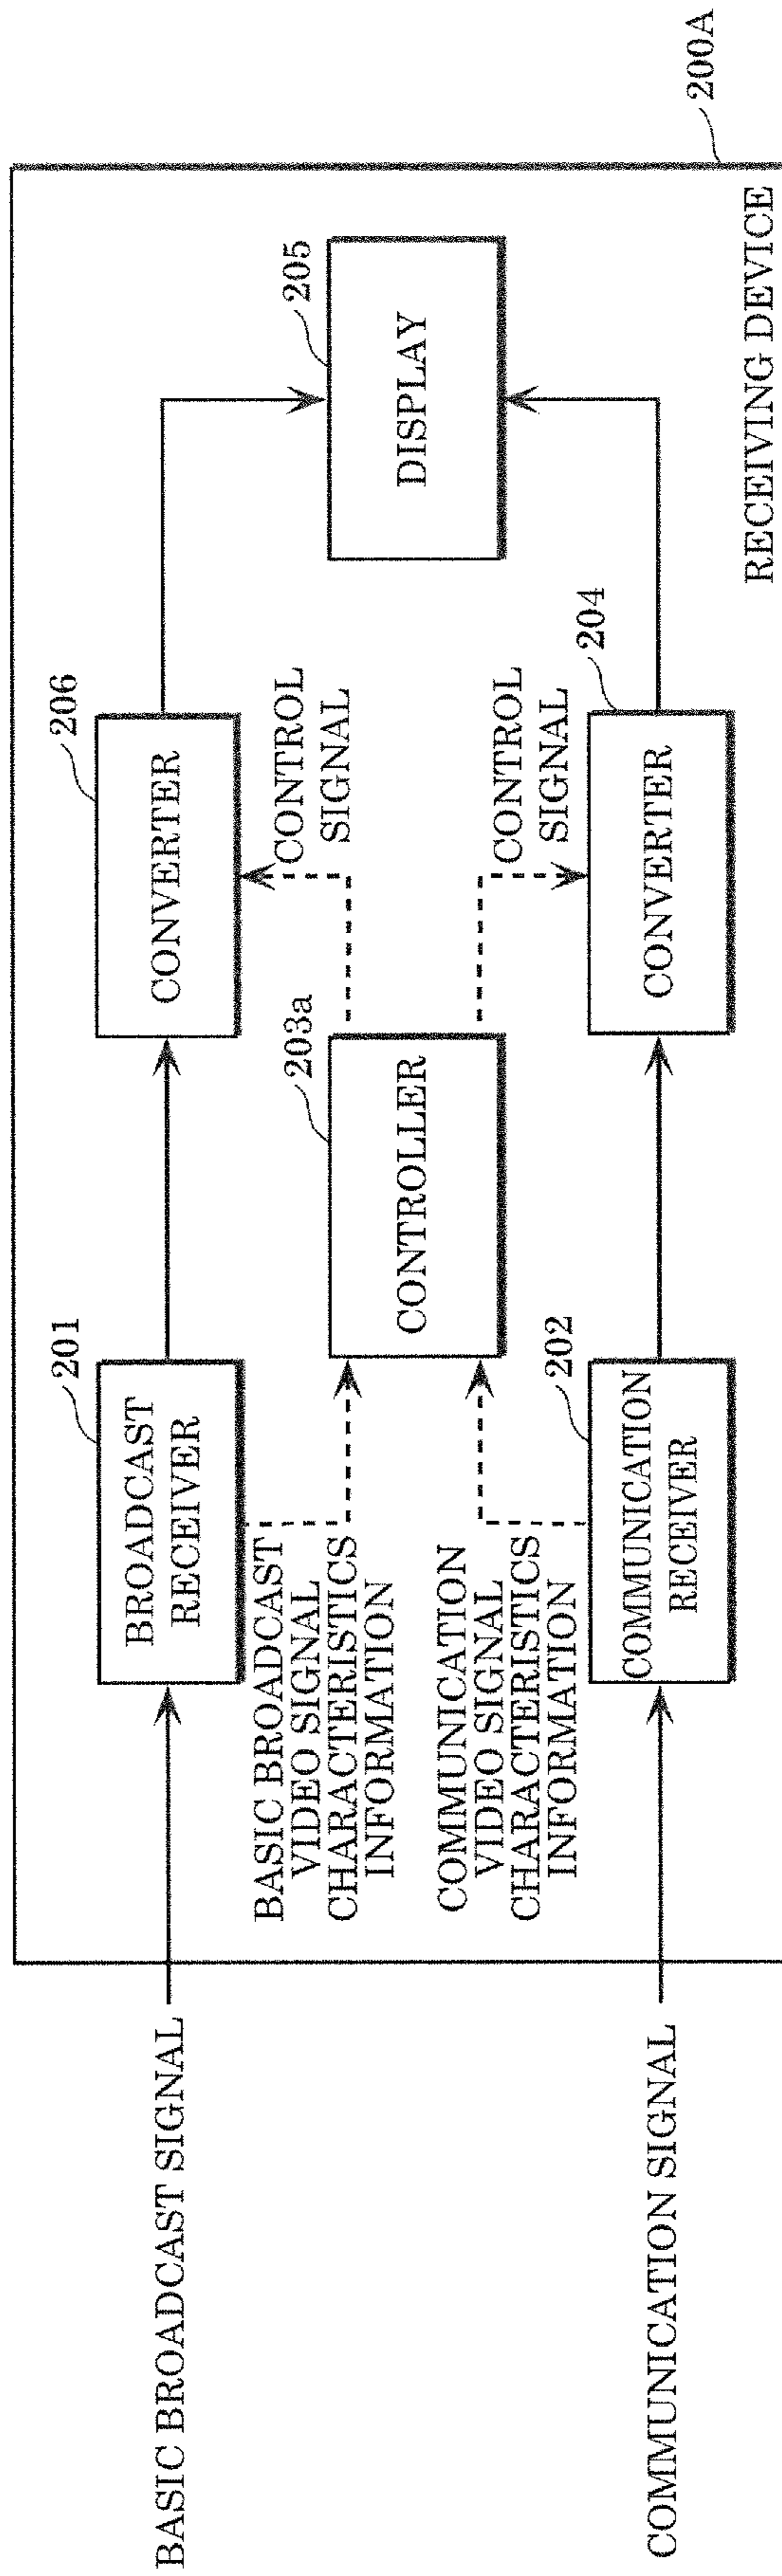 BASIC BROADCAST SIGNAL
COMMUNICATION SIGNAL
BROADCAST
RECEIVER
201
BASIC BROADCAST
VIDEO SIGNAL
CHARACTERISTICS
INFORMATION
COMMUNICATION
VIDEO SIGNAL
CHARACTERISTICS
INFORMATION
COMMUNICATION
RECEIVER
202
CONTROLLER
203a
CONVERTER
206
CONTROL
SIGNAL
CONTROL
SIGNAL
CONVERTER
204
DISPLAY
205
RECEIVING DEVICE
200A